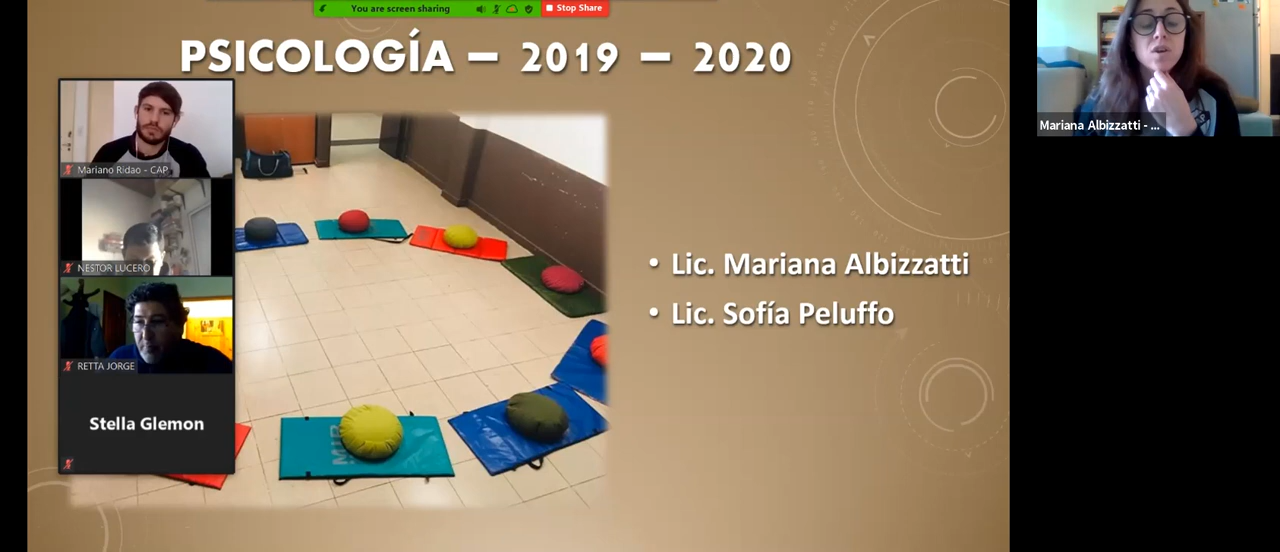 You are screen sharing
Stop Share
PSICOLOGÍA – 2019 – 2020
Mariano Ridao - CAP
NESTOR LUCERO
RETTA JORGE
Stella Glemon
• Lic. Mariana Albizzatti
• Lic. Sofía Peluffo
Mariana Albizzatti - ...